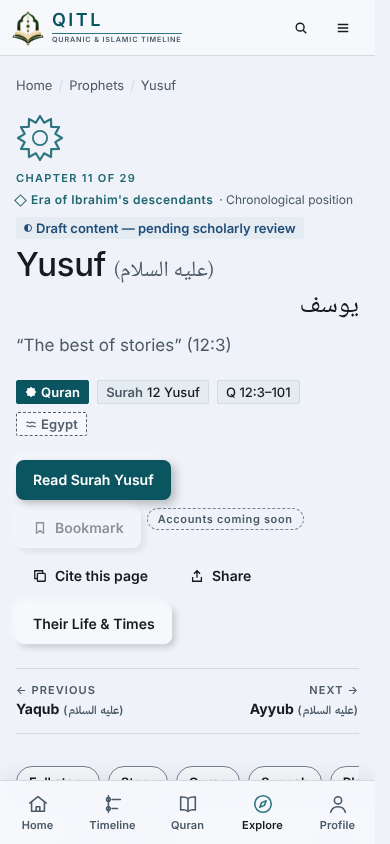 QITL
QURANIC & ISLAMIC TIMELINE
Home / Prophets / Yusuf
CHAPTER 11 OF 29
Era of Ibrahim's descendants · Chronological position
Draft content — pending scholarly review
Yusuf (عليه السلام)
يوسف
“The best of stories” (12:3)
Quran Surah 12 Yusuf Q 12:3–101
Egypt
Read Surah Yusuf
Bookmark Accounts coming soon
Cite this page Share
Their Life & Times
← PREVIOUS NEXT →
Yaqub (عليه السلام) Ayyub (عليه السلام)
Home Timeline Quran Explore Profile